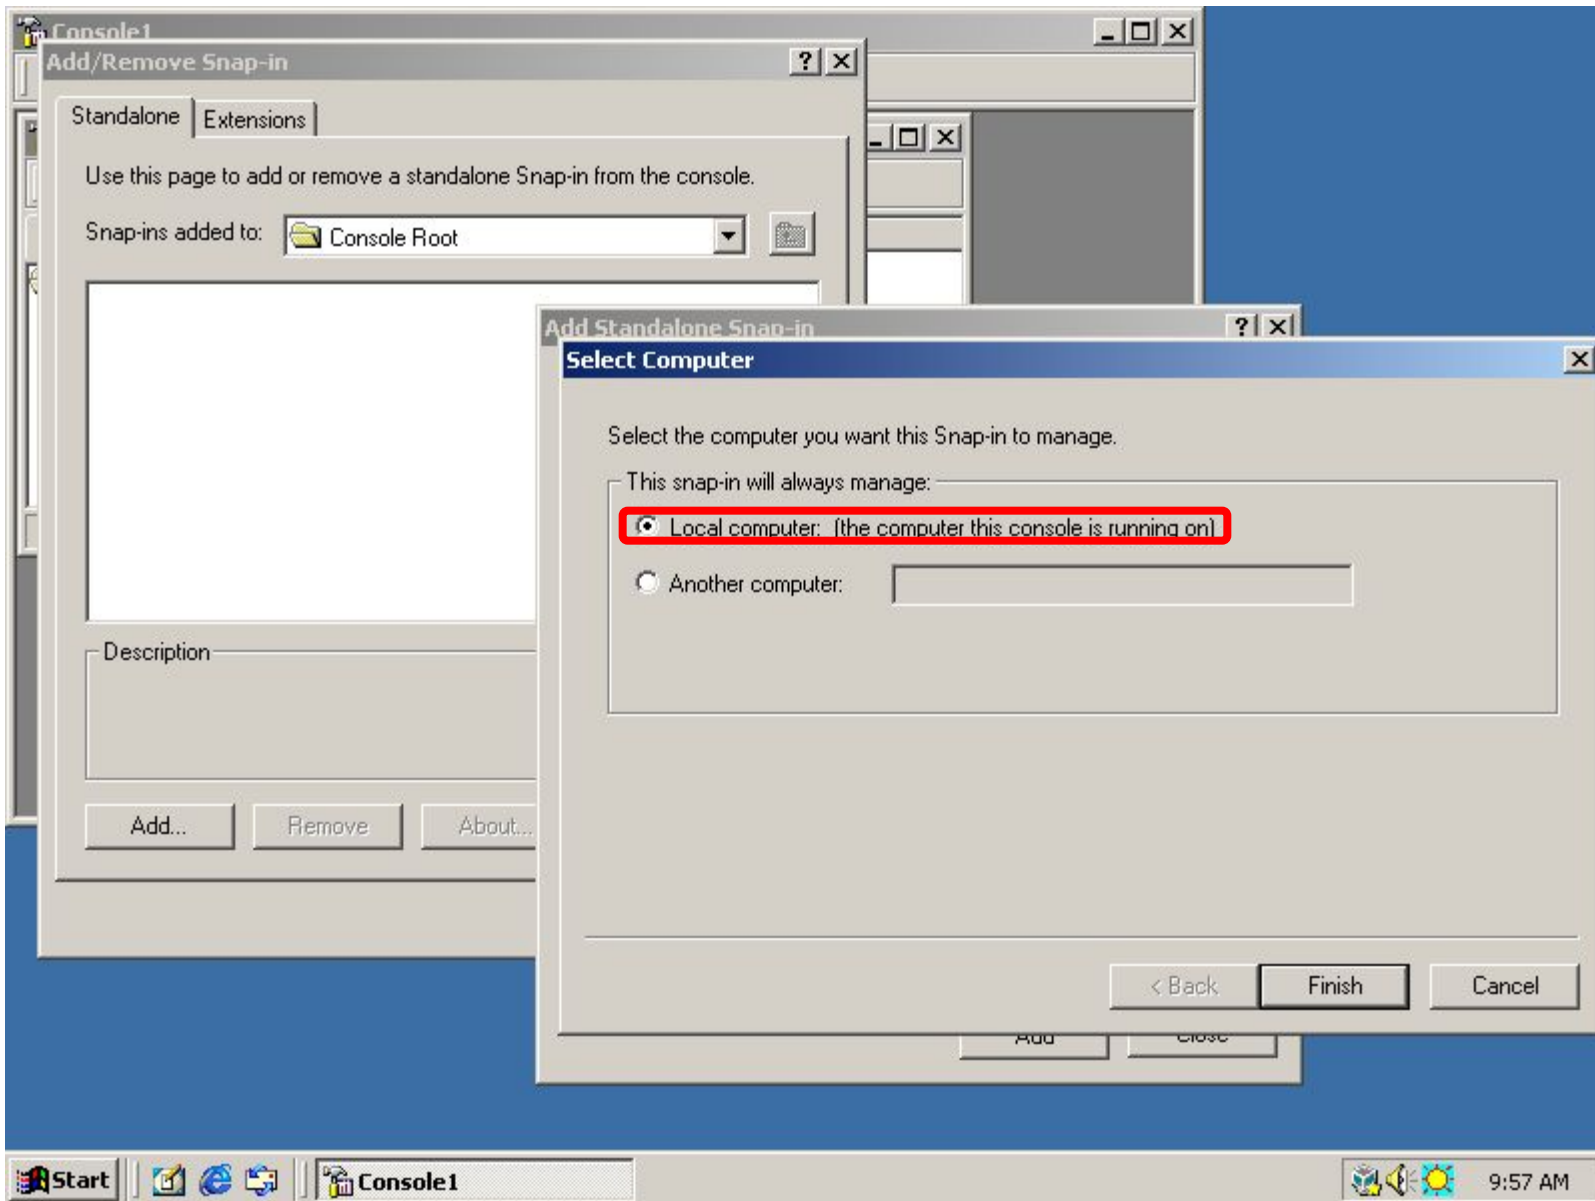 Console1
Add/Remove Snap-in
Standalone
Extensions
Use this page to add or remove a standalone Snap-in from the console.
Snap-ins added to:
Console Root
Add Standalone Snap-in
Select Computer
Select the computer you want this Snap-in to manage.
This snap-in will always manage:
Local computer: (the computer this console is running on)
Another computer:
Description
Add...
Remove
About...
< Back
Finish
Cancel
Add
Close
Start
Console1
9:57 AM